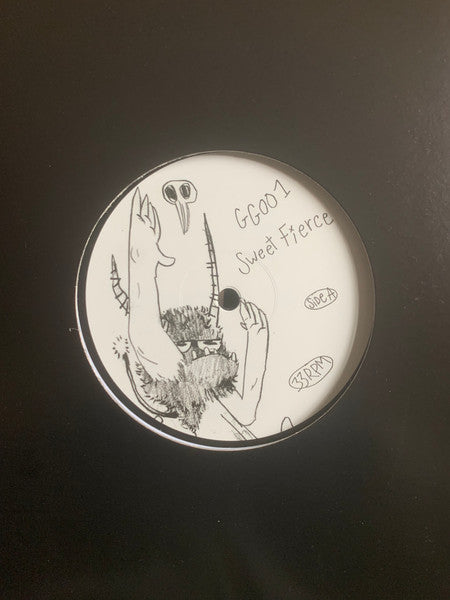 GG001
Sweet Fierce
Side A
33RPM